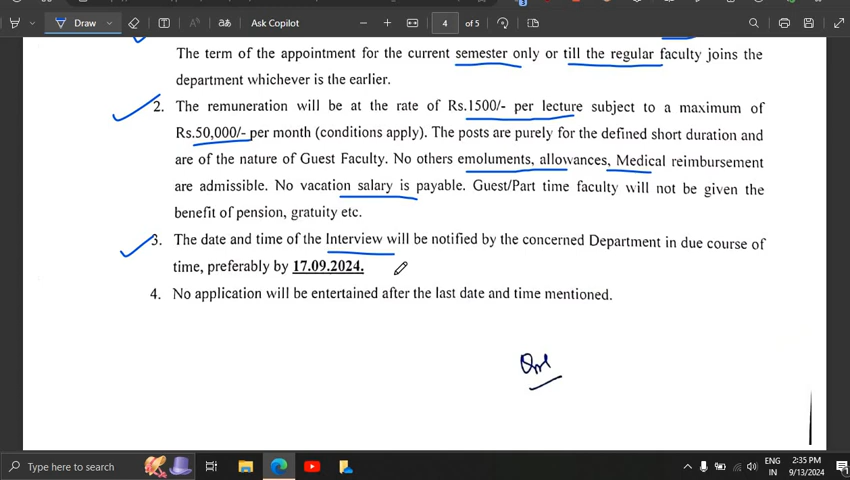 Draw
Ask Copilot
4 of 5
3
The term of the appointment for the current semester only or till the regular faculty joins the
department whichever is the earlier.
2. The remuneration will be at the rate of Rs.1500/- per lecture subject to a maximum of
Rs.50,000/- per month (conditions apply). The posts are purely for the defined short duration and
are of the nature of Guest Faculty. No others emoluments, allowances, Medical reimbursement
are admissible. No vacation salary is payable. Guest/Part time faculty will not be given the
benefit of pension, gratuity etc.
3. The date and time of the Interview will be notified by the concerned Department in due course of
time, preferably by 17.09.2024.
4. No application will be entertained after the last date and time mentioned.
Type here to search
ENG
IN
2:35 PM
9/13/2024